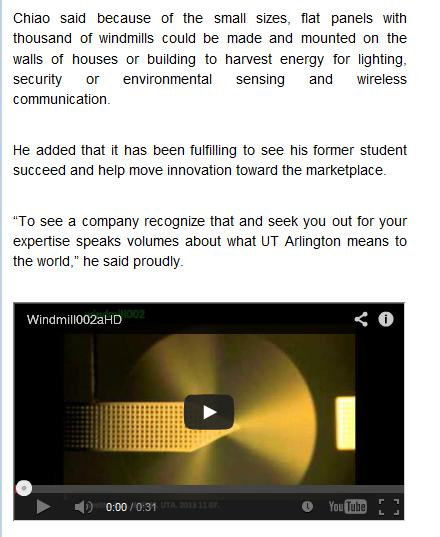 Chiao said because of the small sizes, flat panels with
thousand of windmills could be made and mounted on the
walls of houses or building to harvest energy for lighting,
security or environmental sensing and wireless
communication.
He added that it has been fulfilling to see his former student
succeed and help move innovation toward the marketplace.
“To see a company recognize that and seek you out for your
expertise speaks volumes about what UT Arlington means to
the world,” he said proudly.
Windmill002aHD
0:00 / 0:31
YouTube